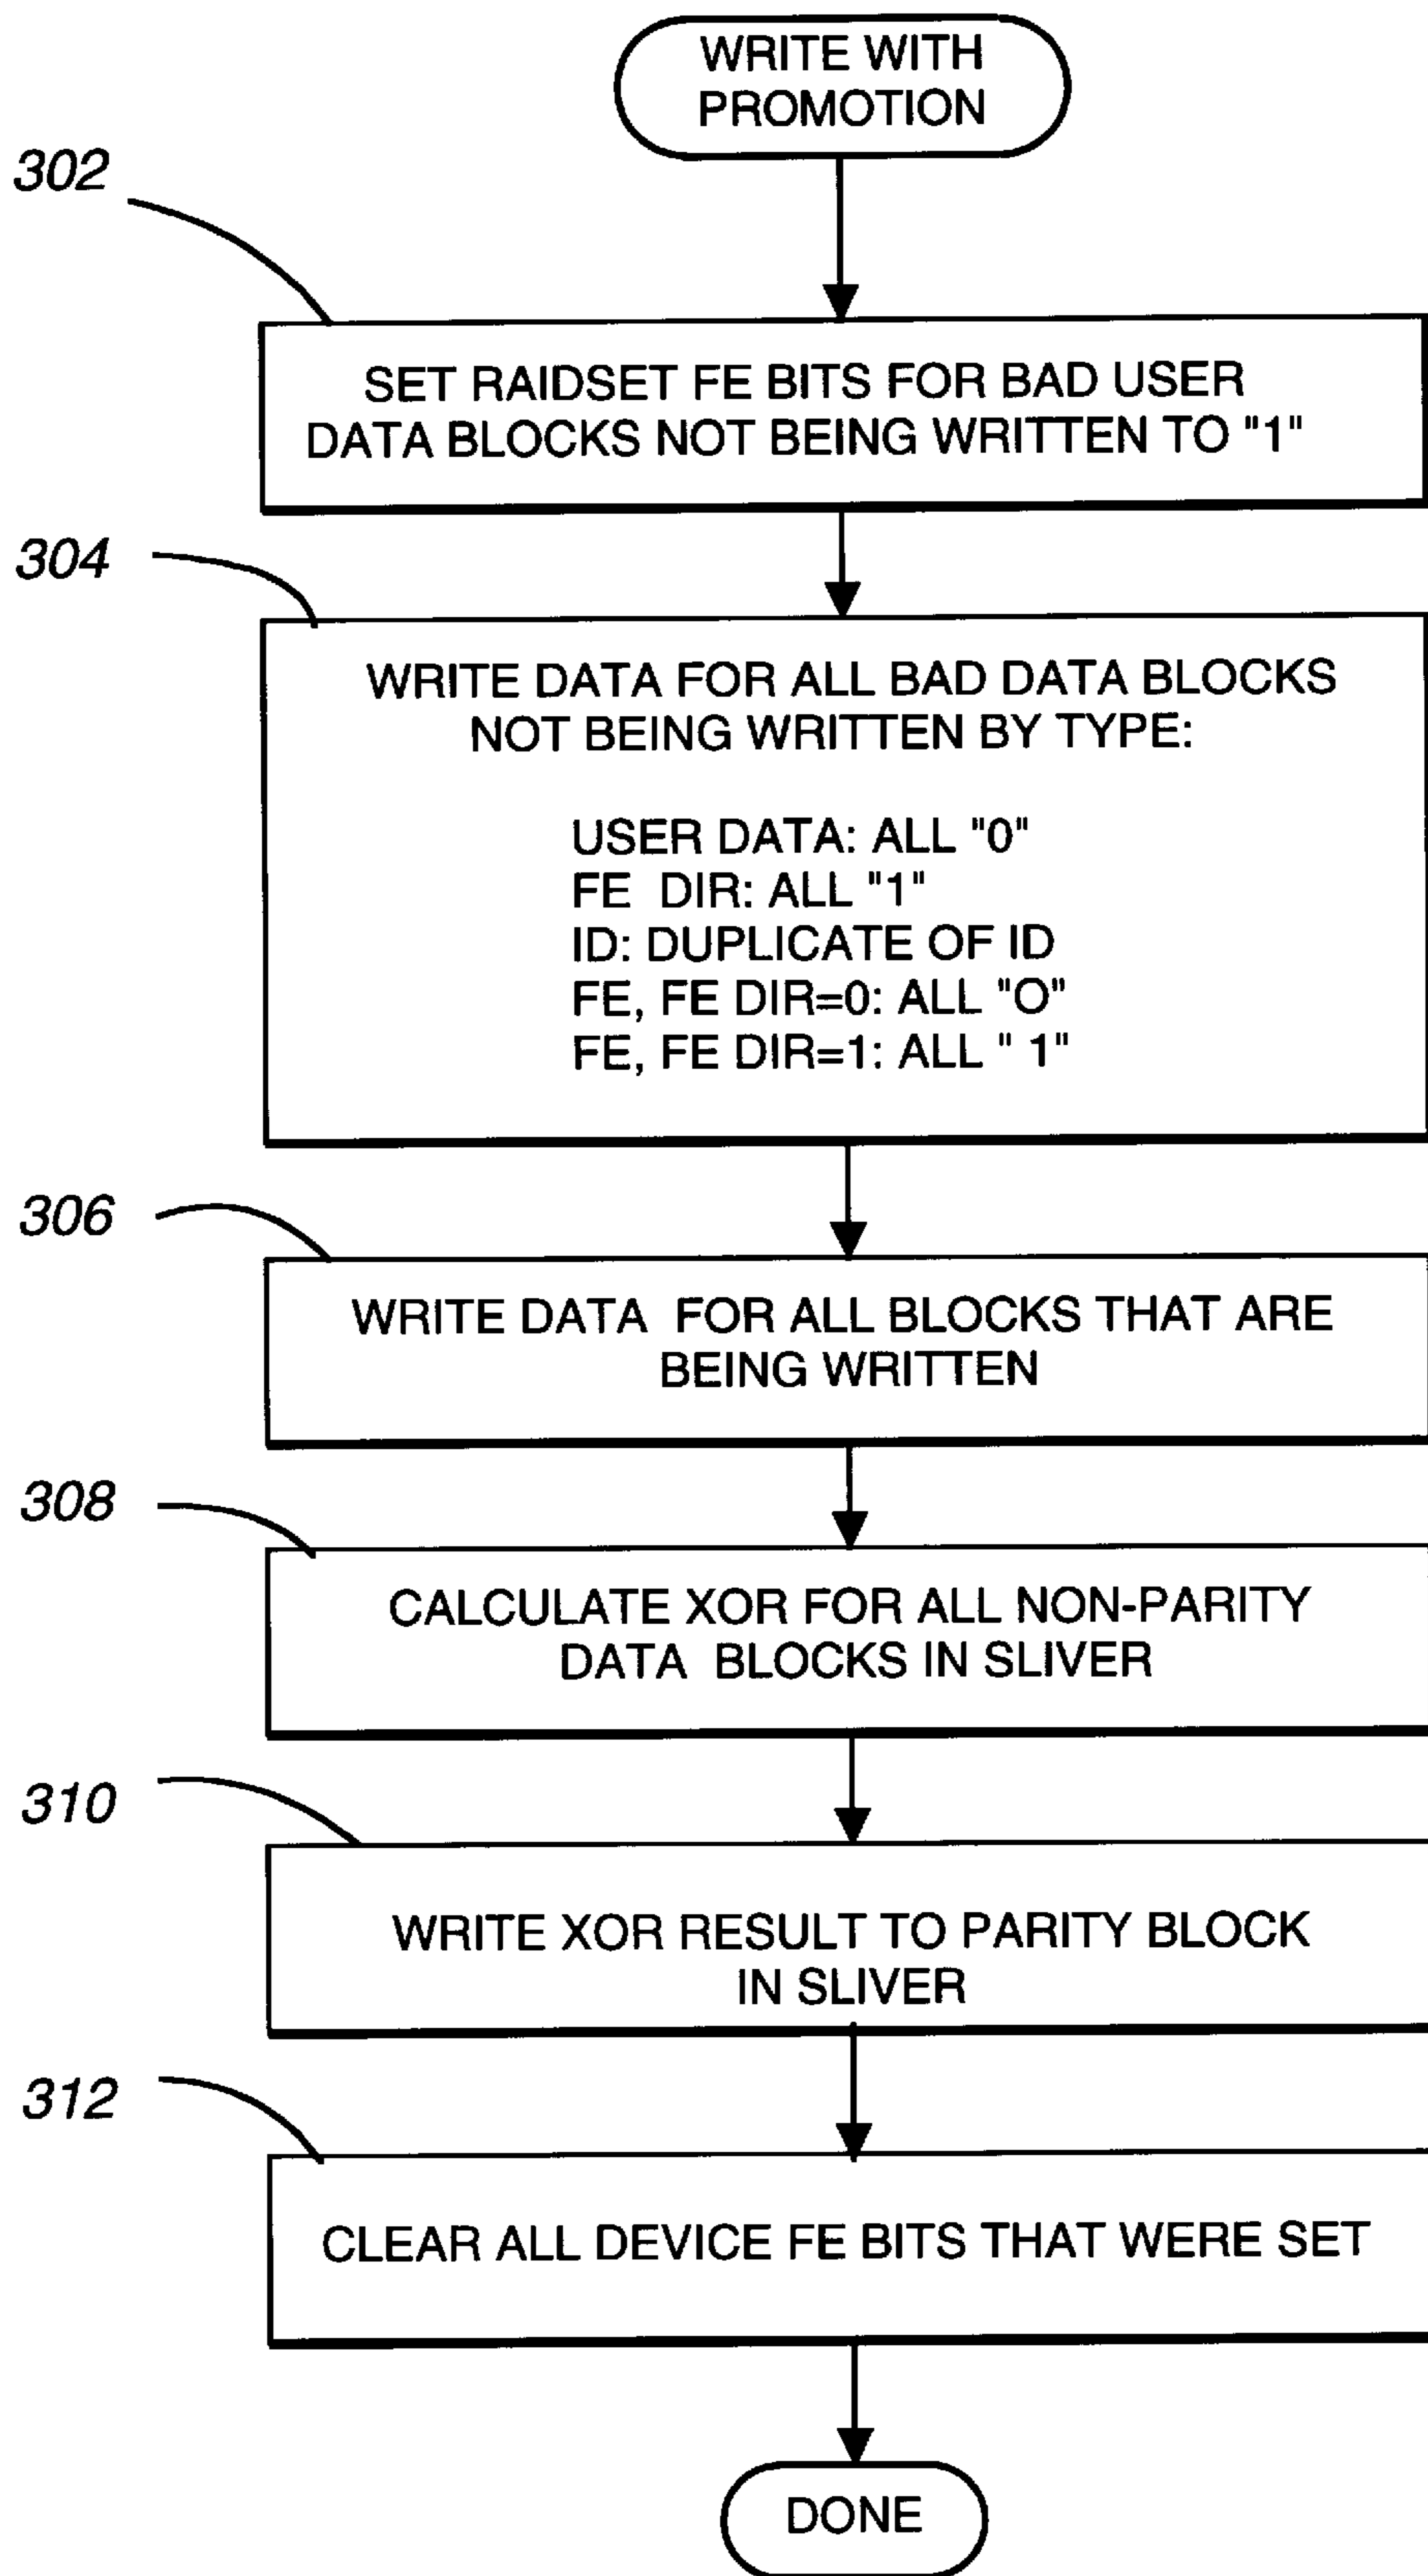 WRITE WITH
PROMOTION
302
SET RAIDSET FE BITS FOR BAD USER
DATA BLOCKS NOT BEING WRITTEN TO "1"
304
WRITE DATA FOR ALL BAD DATA BLOCKS
NOT BEING WRITTEN BY TYPE:
USER DATA: ALL "0"
FE DIR: ALL "1"
ID: DUPLICATE OF ID
FE, FE DIR=0: ALL "O"
FE, FE DIR=1: ALL " 1"
306
WRITE DATA FOR ALL BLOCKS THAT ARE
BEING WRITTEN
308
CALCULATE XOR FOR ALL NON-PARITY
DATA BLOCKS IN SLIVER
310
WRITE XOR RESULT TO PARITY BLOCK
IN SLIVER
312
CLEAR ALL DEVICE FE BITS THAT WERE SET
DONE